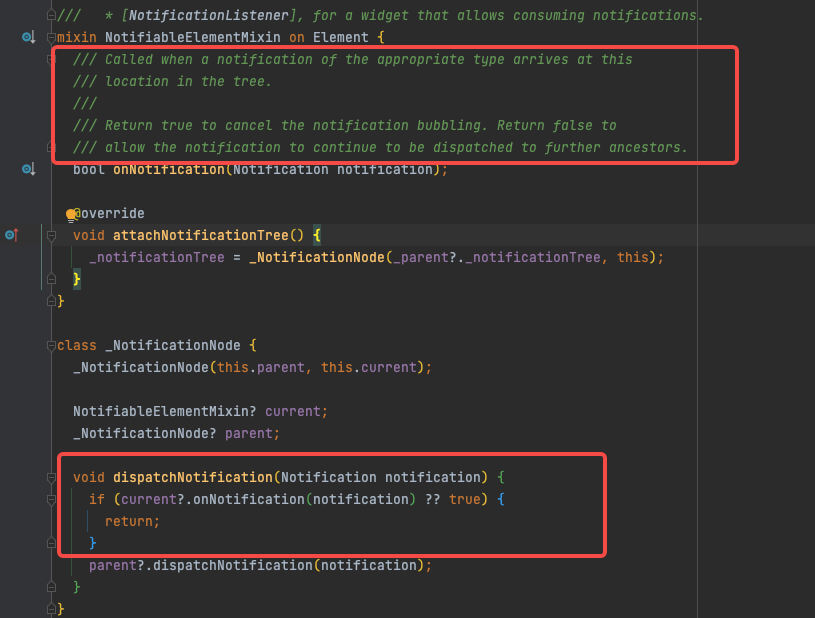 ///   * [NotificationListener], for a widget that allows consuming notifications.
mixin NotifiableElementMixin on Element {
  /// Called when a notification of the appropriate type arrives at this
  /// location in the tree.
  ///
  /// Return true to cancel the notification bubbling. Return false to
  /// allow the notification to continue to be dispatched to further ancestors.
  bool onNotification(Notification notification);

  @override
  void attachNotificationTree() {
    _notificationTree = _NotificationNode(_parent?._notificationTree, this);
  }
}

class _NotificationNode {
  _NotificationNode(this.parent, this.current);

  NotifiableElementMixin? current;
  _NotificationNode? parent;

  void dispatchNotification(Notification notification) {
    if (current?.onNotification(notification) ?? true) {
      return;
    }
    parent?.dispatchNotification(notification);
  }
}